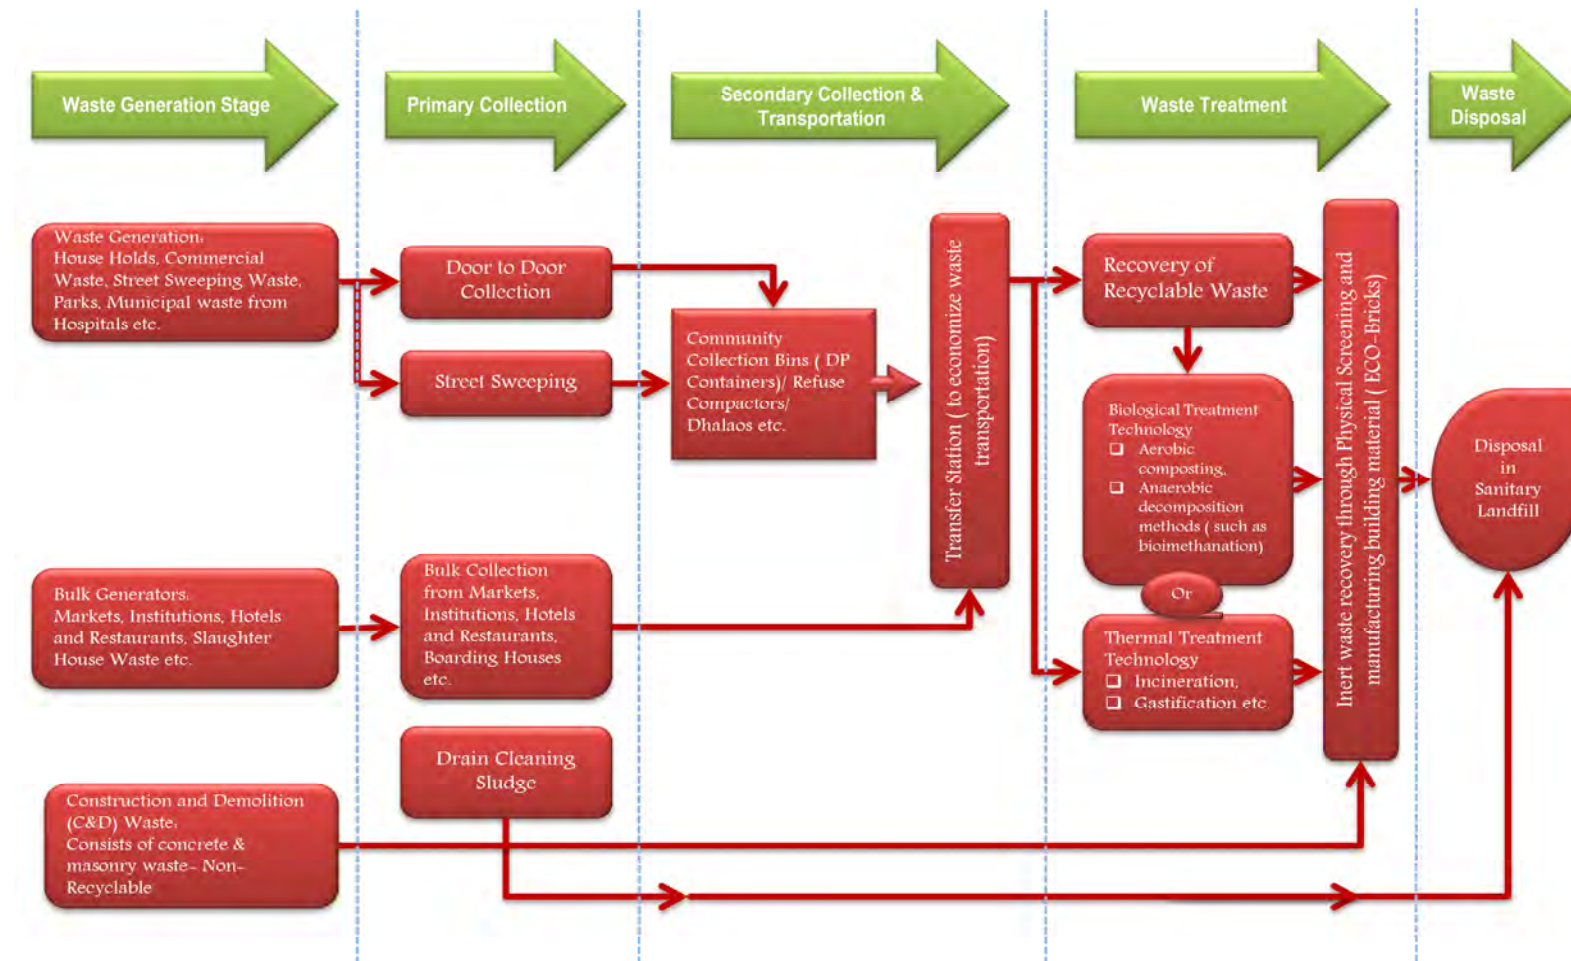 Waste Generation Stage
Primary Collection
Secondary Collection &
Transportation
Waste Treatment
Waste
Disposal
Waste Generation:
House Holds, Commercial
Waste, Street Sweeping Waste,
Parks, Municipal waste from
Hospitals etc.
Door to Door
Collection
Street Sweeping
Community
Collection Bins ( DP
Containers)/ Refuse
Compactors/
Dhalaos etc.
Transfer Station ( to economize waste
transportation)
Recovery of
Recyclable Waste
Biological Treatment
Technology
❑ Aerobic
composting,
❑ Anaerobic
decomposition
methods ( such as
bioimethanation)
Or
Thermal Treatment
Technology
❑ Incineration,
❑ Gastification etc
Inert waste recovery through Physical Screening and
manufacturing building material ( ECO-Bricks)
Disposal
in
Sanitary
Landfill
Bulk Generators:
Markets, Institutions, Hotels
and Restaurants, Slaughter
House Waste etc.
Bulk Collection
from Markets,
Institutions, Hotels
and Restaurants,
Boarding Houses
etc.
Drain Cleaning
Sludge
Construction and Demolition
(C&D) Waste:
Consists of concrete &
masonry waste- Non-
Recyclable